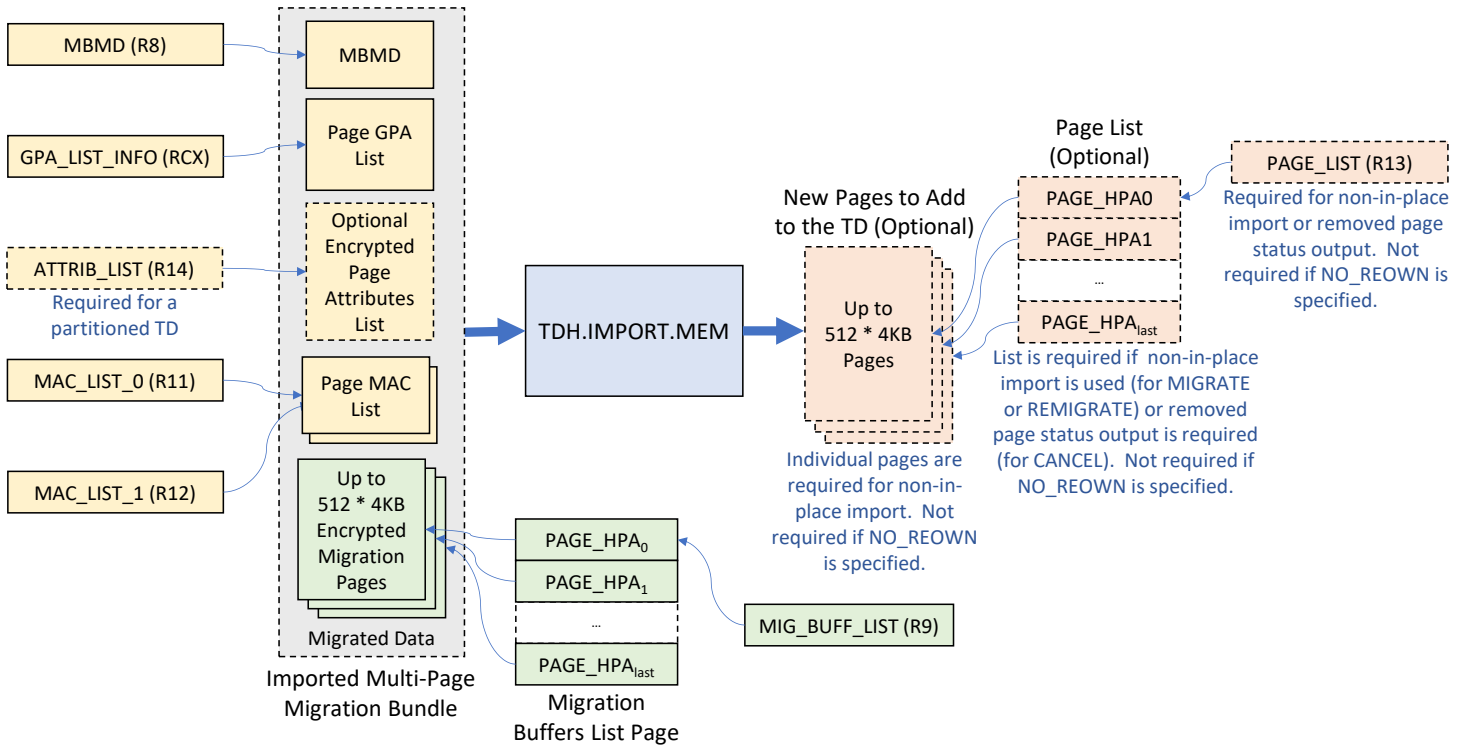 MBMD (R8)
GPA_LIST_INFO (RCX)
ATTRIB_LIST (R14)
Required for a
partitioned TD
MAC_LIST_0 (R11)
MAC_LIST_1 (R12)
MBMD
Page GPA
List
Optional
Encrypted
Page
Attributes
List
Page MAC
List
Up to
512 * 4KB
Encrypted
Migration
Pages
Migrated Data
Imported Multi-Page
Migration Bundle
TDH.IMPORT.MEM
PAGE_HPA0
PAGE_HPA1
...
PAGE_HPAlast
Migration
Buffers List Page
MIG_BUFF_LIST (R9)
New Pages to Add
to the TD (Optional)
Up to
512 * 4KB
Pages
Individual pages are
required for non-in-
place import. Not
required if NO_REOWN
is specified.
Page List
(Optional)
PAGE_HPA0
PAGE_HPA1
...
PAGE_HPAlast
List is required if non-in-place
import is used (for MIGRATE
or REMIGRATE) or removed
page status output is required
(for CANCEL). Not required if
NO_REOWN is specified.
PAGE_LIST (R13)
Required for non-in-place
import or removed page
status output. Not
required if NO_REOWN is
specified.